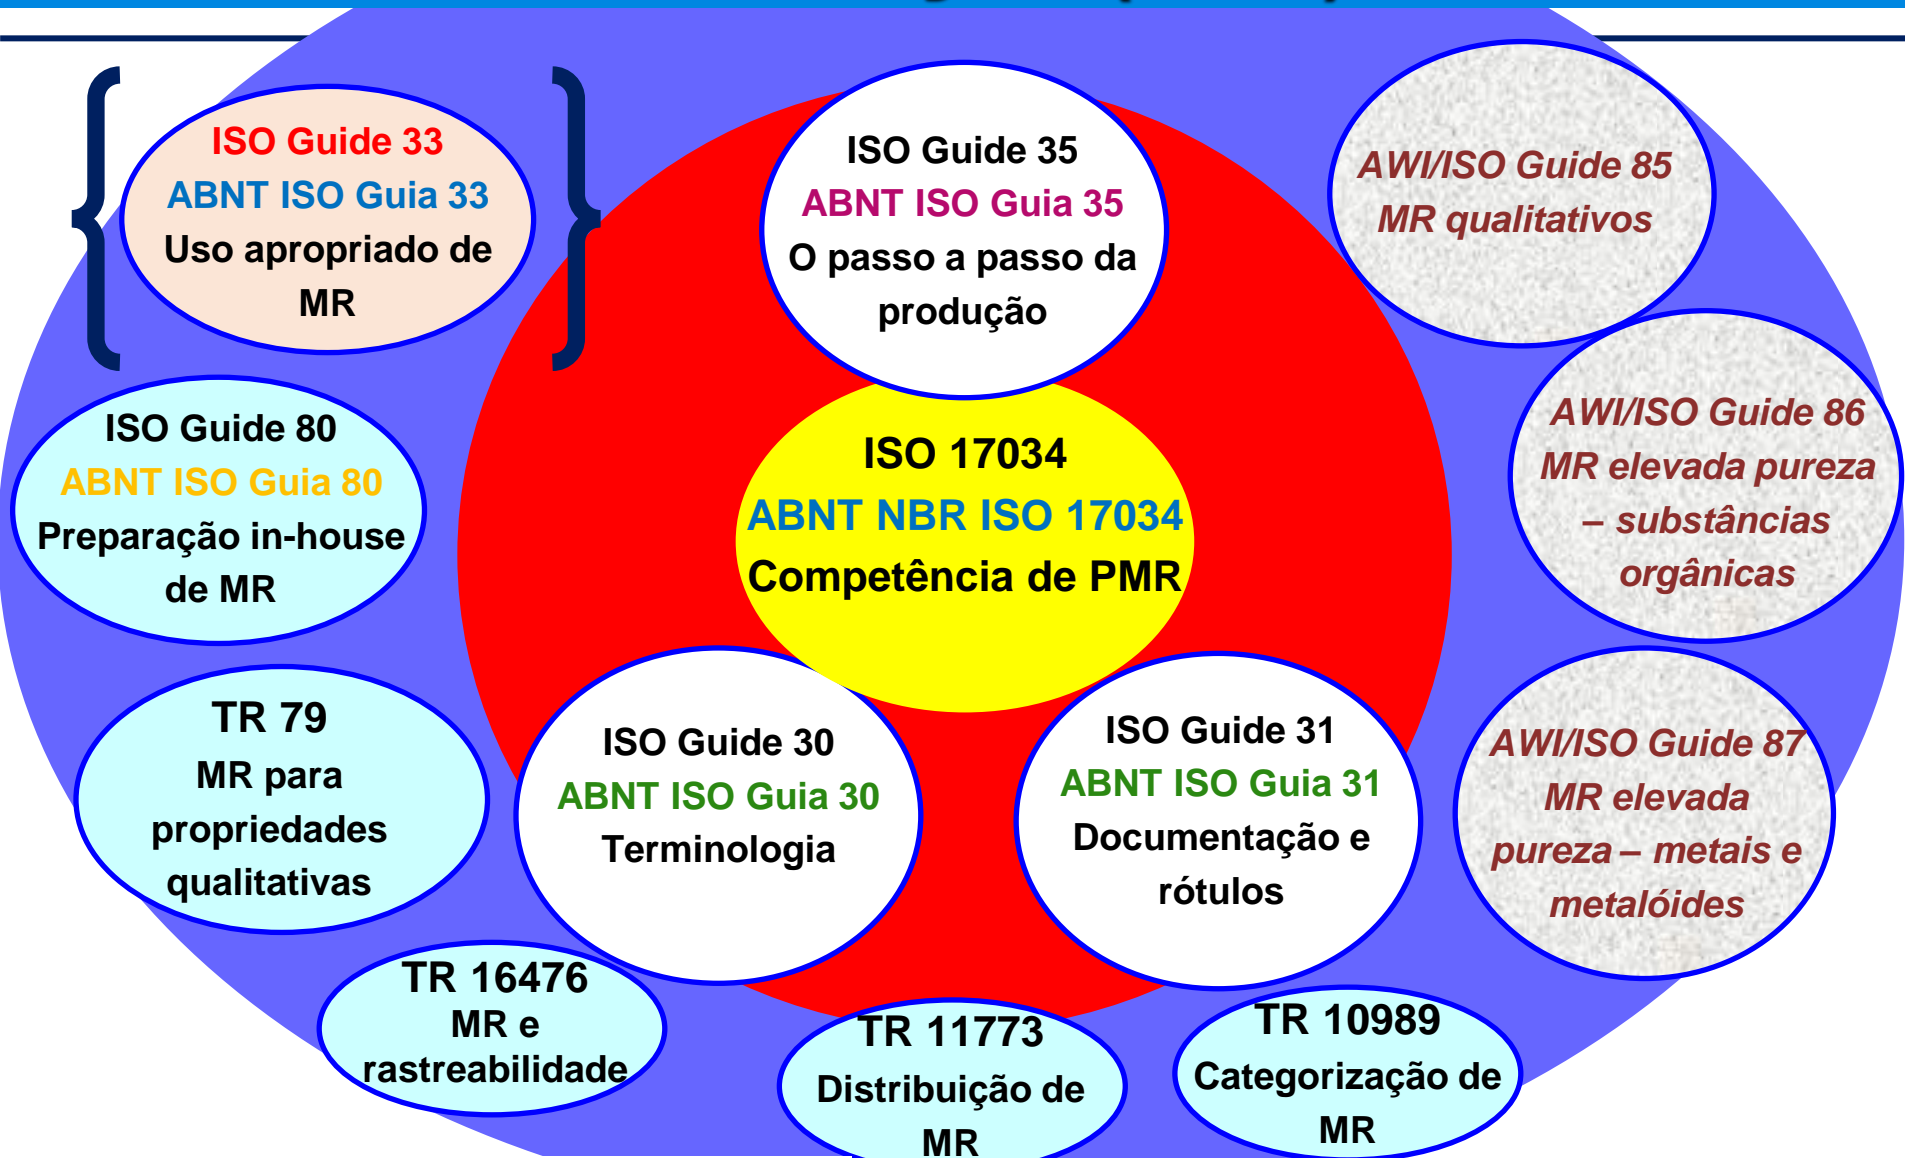 ISO Guide 33
ABNT ISO Guia 33
Uso apropriado de
MR
ISO Guide 35
ABNT ISO Guia 35
O passo a passo da
produção
AWI/ISO Guide 85
MR qualitativos
ISO Guide 80
ABNT ISO Guia 80
Preparação in-house
de MR
ISO 17034
ABNT NBR ISO 17034
Competência de PMR
AWI/ISO Guide 86
MR elevada pureza
– substâncias
orgânicas
TR 79
MR para
propriedades
qualitativas
ISO Guide 30
ABNT ISO Guia 30
Terminologia
ISO Guide 31
ABNT ISO Guia 31
Documentação e
rótulos
AWI/ISO Guide 87
MR elevada
pureza – metais e
metalóides
TR 16476
MR e
rastreabilidade
TR 11773
Distribuição de
MR
TR 10989
Categorização de
MR